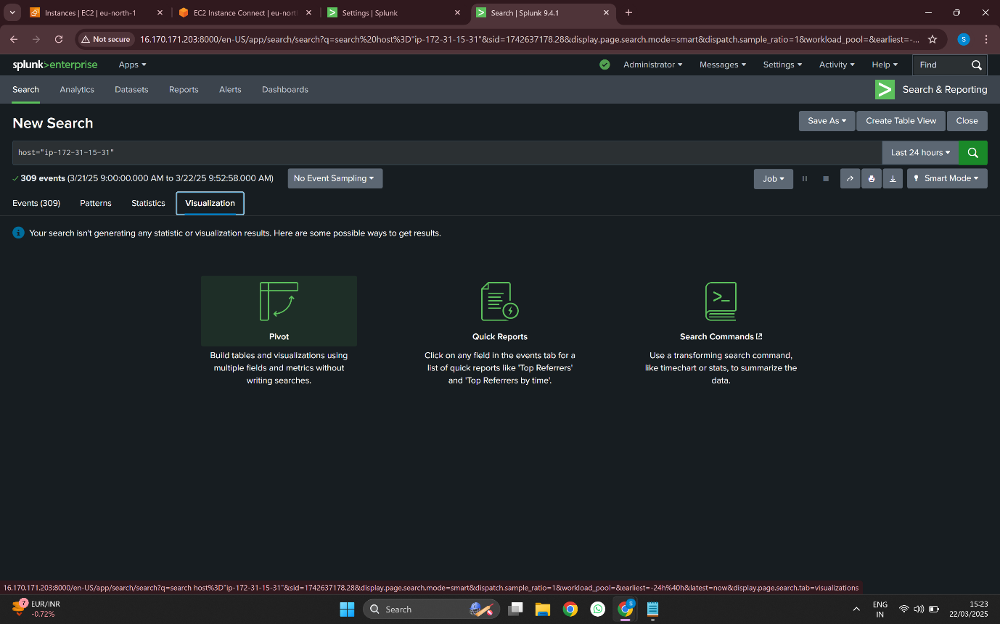 Instances | EC2 | eu-north-1
EC2 Instance Connect | eu-nort
Settings | Splunk
Search | Splunk 9.4.1
Not secure
16.170.171.203:8000/en-US/app/search/search?q=search%20host%3D"ip-172-31-15-31"&sid=1742637178.28&display.page.search.mode=smart&dispatch.sample_ratio=1&workload_pool=&earliest=-...
S
splunk>enterprise
Apps
Administrator
Messages
Settings
Activity
Help
Find
Search
Analytics
Datasets
Reports
Alerts
Dashboards
Search & Reporting
New Search
Save As
Create Table View
Close
host="ip-172-31-15-31"
Last 24 hours
309 events (3/21/25 9:00:00.000 AM to 3/22/25 9:52:58.000 AM)
No Event Sampling
Job
Smart Mode
Events (309)
Patterns
Statistics
Visualization
Your search isn't generating any statistic or visualization results. Here are some possible ways to get results.
Pivot
Build tables and visualizations using
multiple fields and metrics without
writing searches.
Quick Reports
Click on any field in the events tab for a
list of quick reports like 'Top Referrers'
and 'Top Referrers by time'.
Search Commands
Use a transforming search command,
like timechart or stats, to summarize the
data.
16.170.171.203:8000/en-US/app/search/search?q=search host%3D"ip-172-31-15-31"&sid=1742637178.28&display.page.search.mode=smart&dispatch.sample_ratio=1&workload_pool=&earliest=-24h%40h&latest=now&display.page.search.tab=visualizations
7
EUR/INR
-0.72%
Search
S
ENG
IN
15:23
22/03/2025